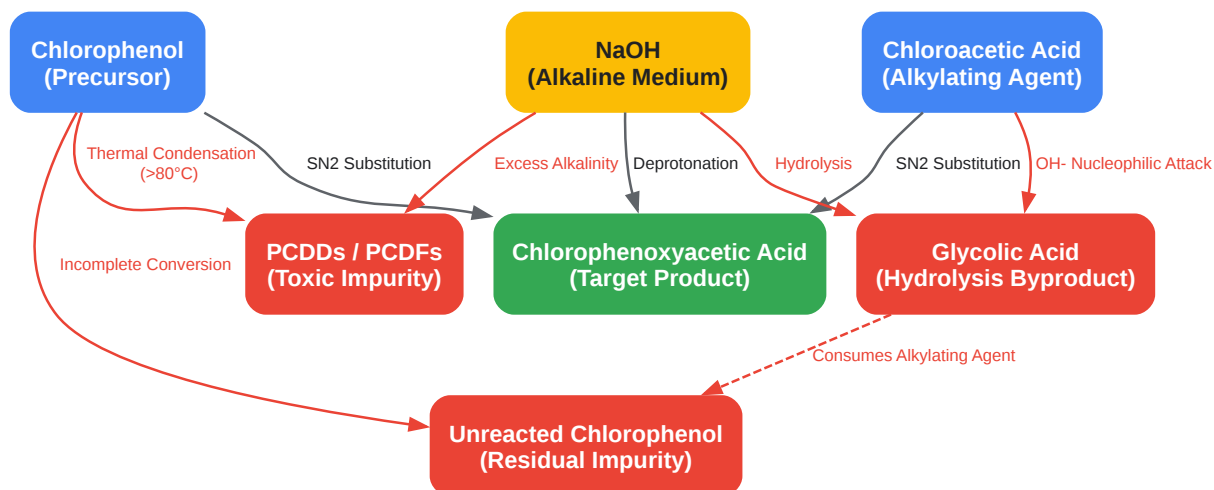 Chlorophenol
(Precursor)
NaOH
(Alkaline Medium)
Chloroacetic Acid
(Alkylating Agent)
Thermal Condensation
(>80°C)
SN2 Substitution
Excess Alkalinity
Deprotonation
Hydrolysis
SN2 Substitution
OH- Nucleophilic Attack
Incomplete Conversion
PCDDs / PCDFs
(Toxic Impurity)
Chlorophenoxyacetic Acid
(Target Product)
Glycolic Acid
(Hydrolysis Byproduct)
Consumes Alkylating Agent
Unreacted Chlorophenol
(Residual Impurity)